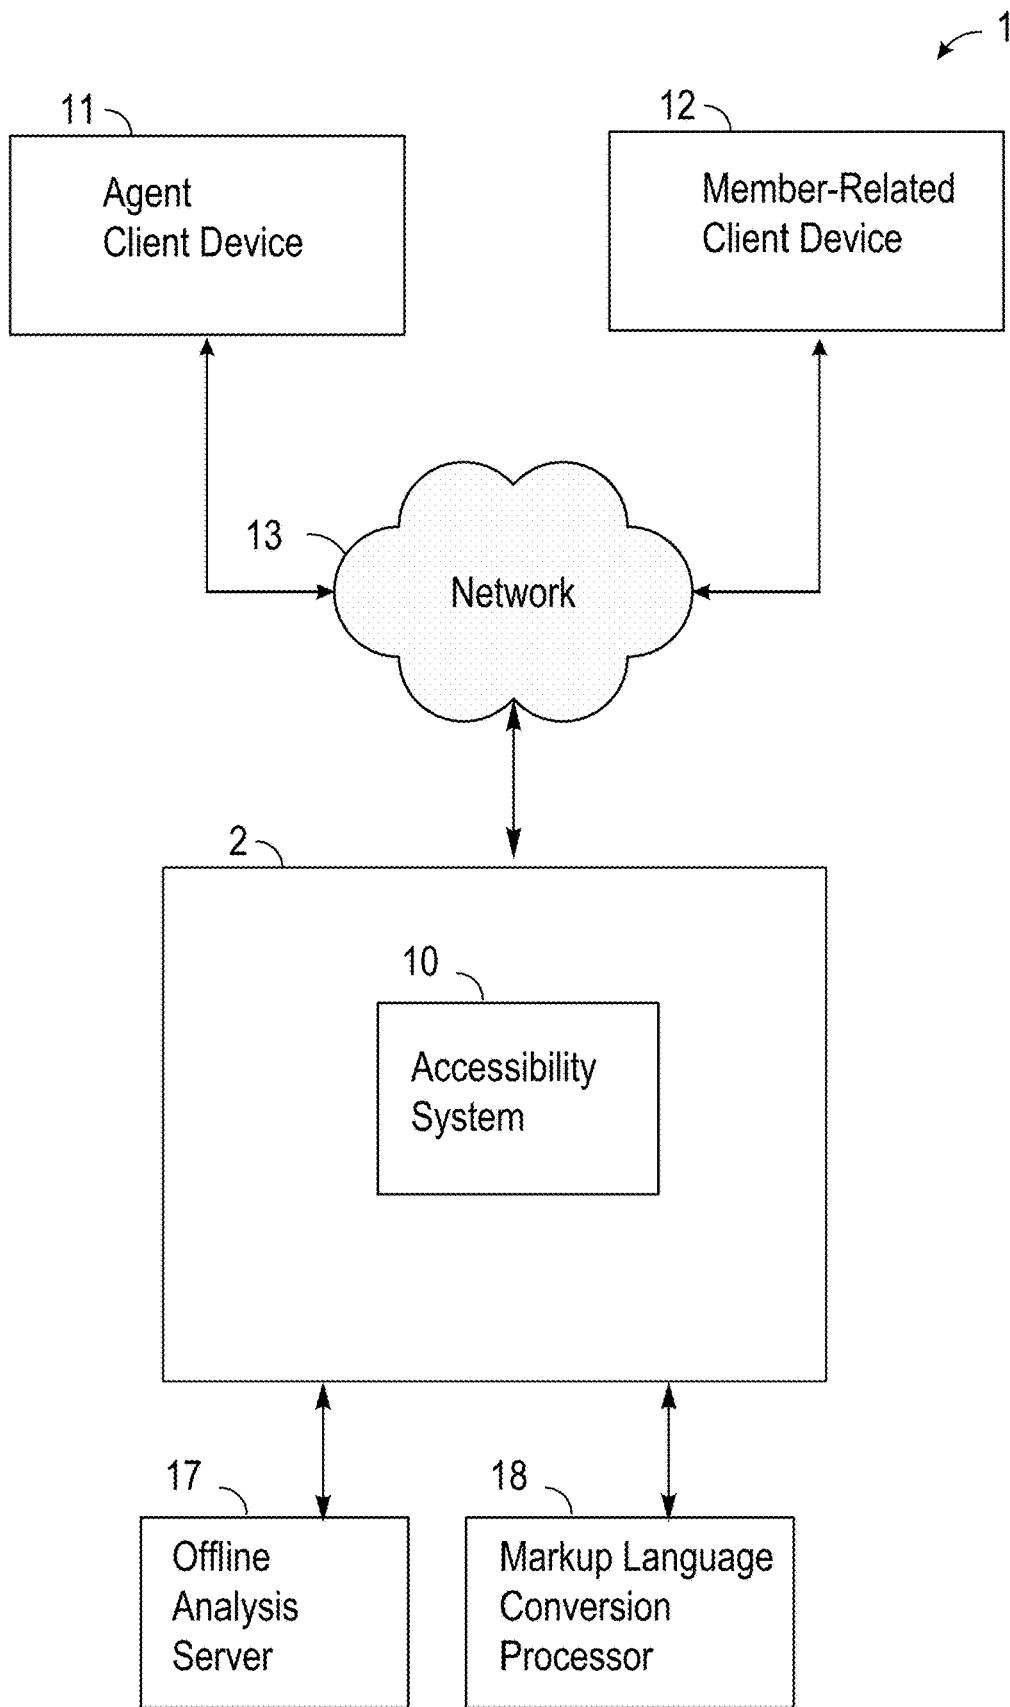 1
11
12
Agent
Client Device
Member-Related
Client Device
13
Network
2
10
Accessibility
System
17
18
Offline
Analysis
Server
Markup Language
Conversion
Processor